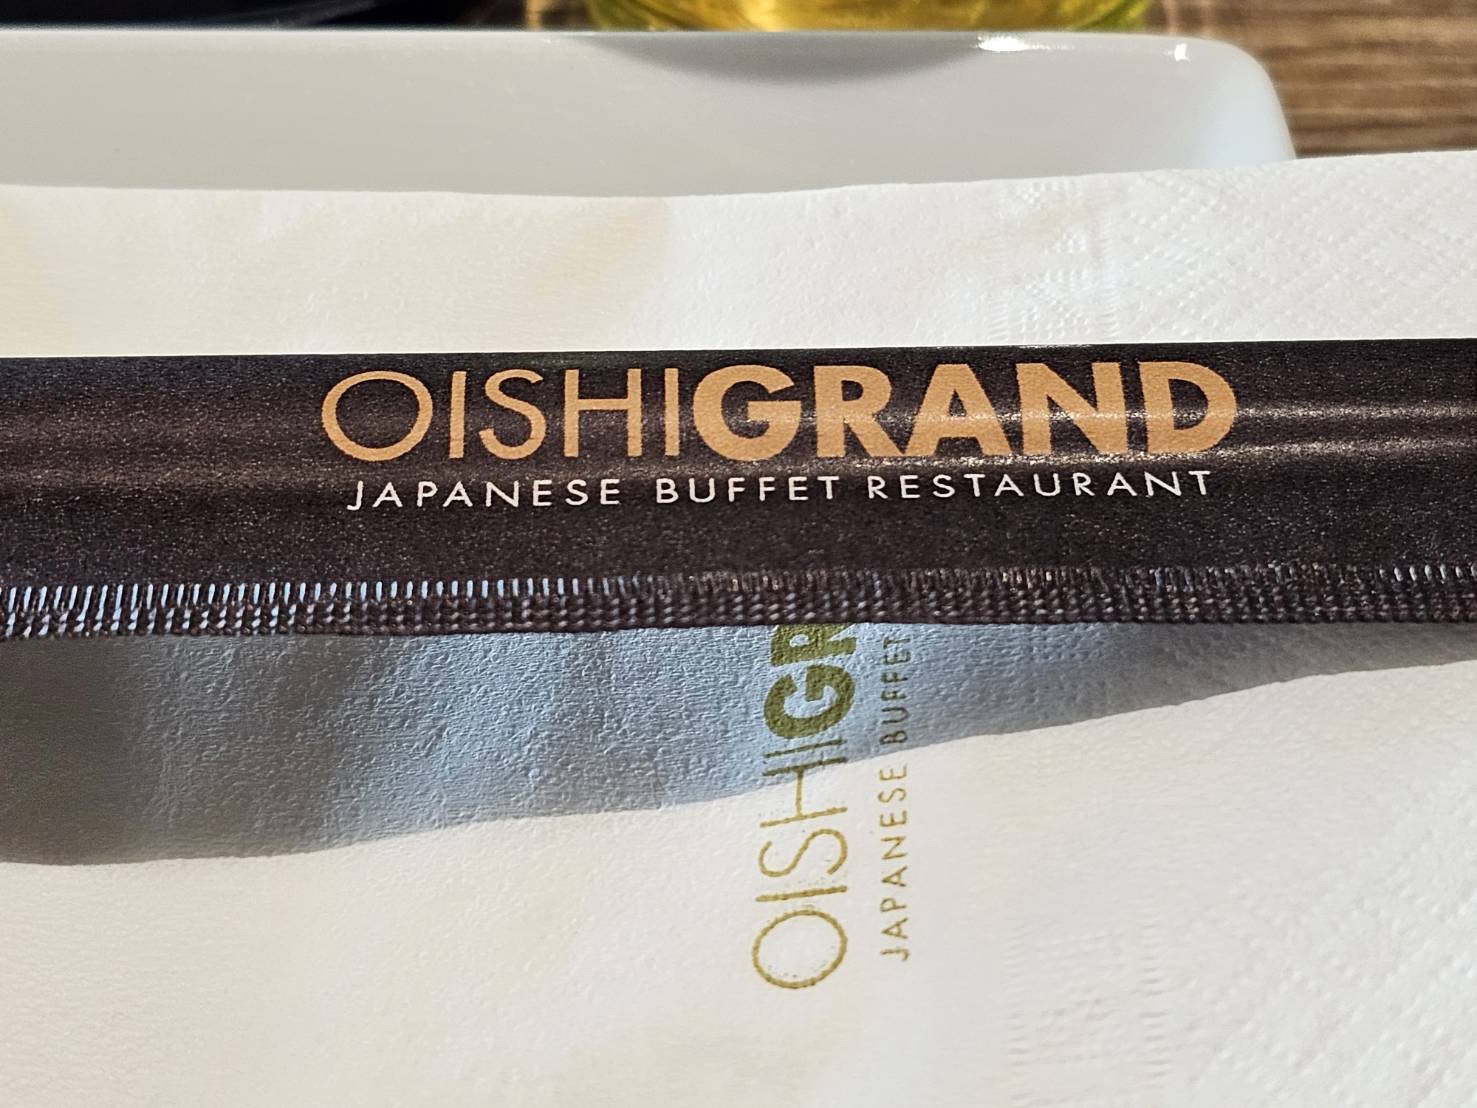 OISHIGRAND
JAPANESE BUFFET RESTAURANT
OISHIGR
JAPANESE BUFFET